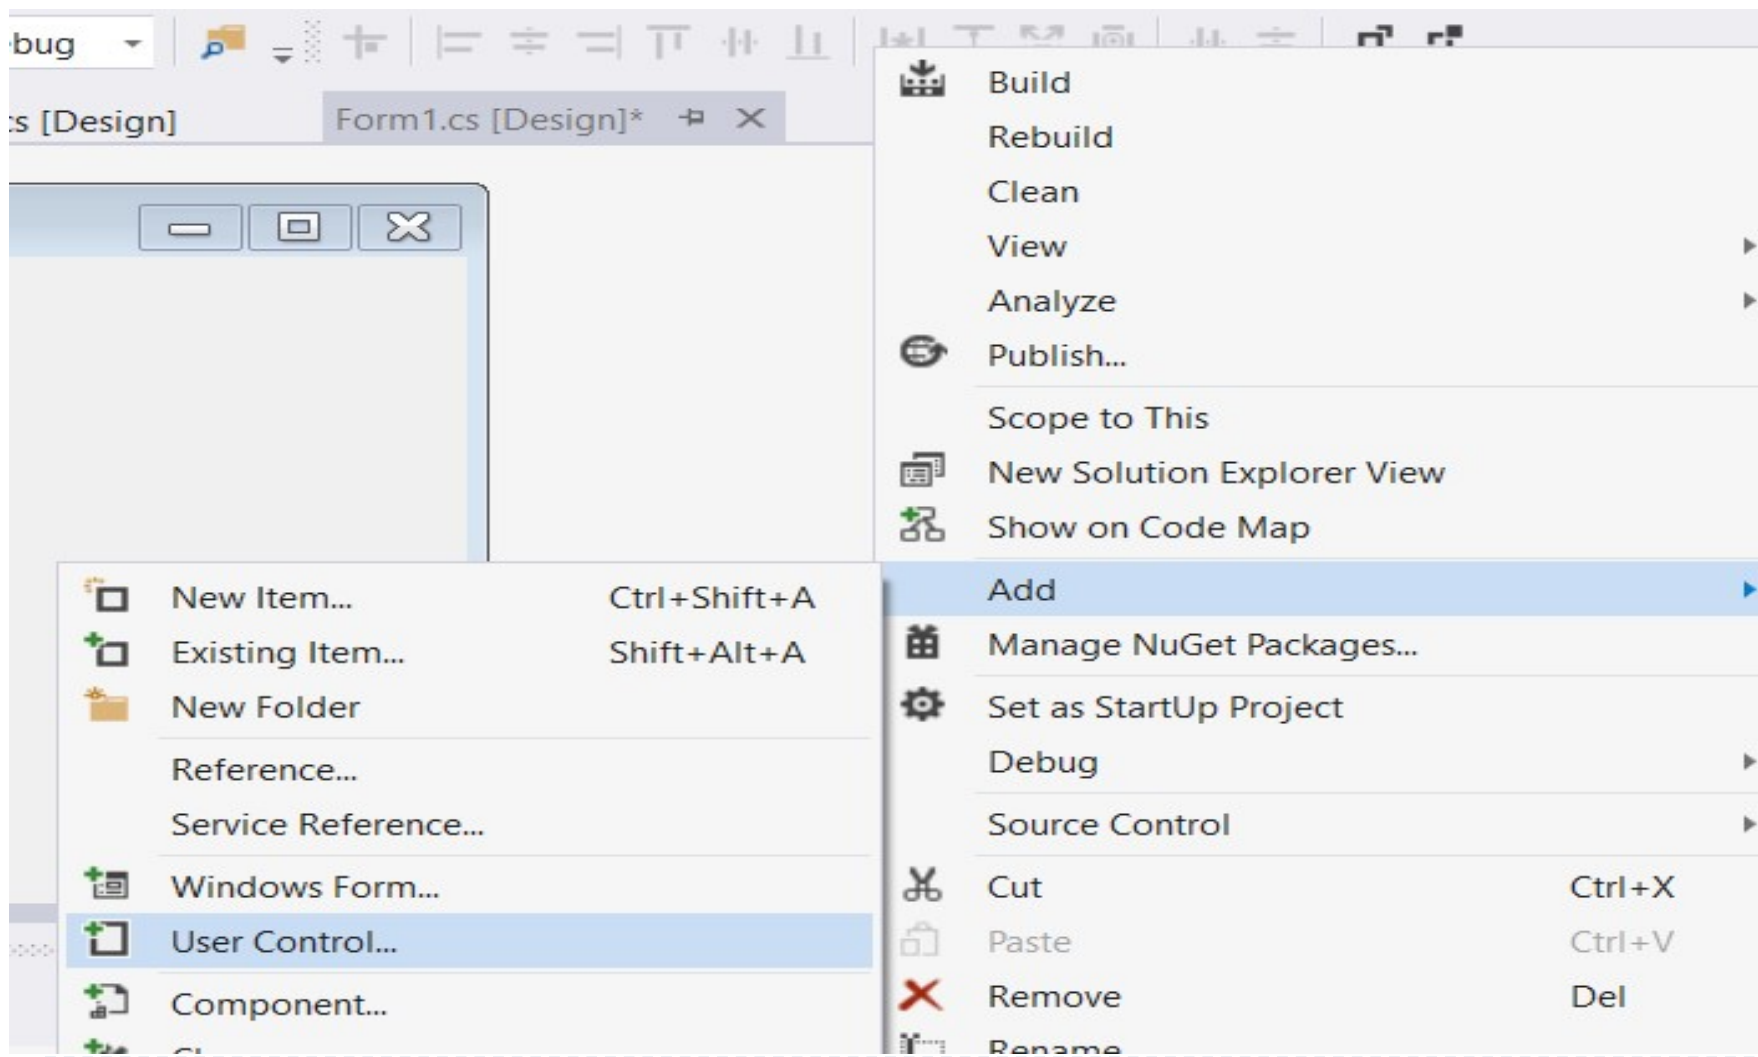 bug
s [Design]
Form1.cs [Design]*
Build
Rebuild
Clean
View
Analyze
Publish...
Scope to This
New Solution Explorer View
Show on Code Map
Add
Manage NuGet Packages...
Set as StartUp Project
Debug
Source Control
Cut Ctrl+X
Paste Ctrl+V
Remove Del
Rename
New Item... Ctrl+Shift+A
Existing Item... Shift+Alt+A
New Folder
Reference...
Service Reference...
Windows Form...
User Control...
Component...